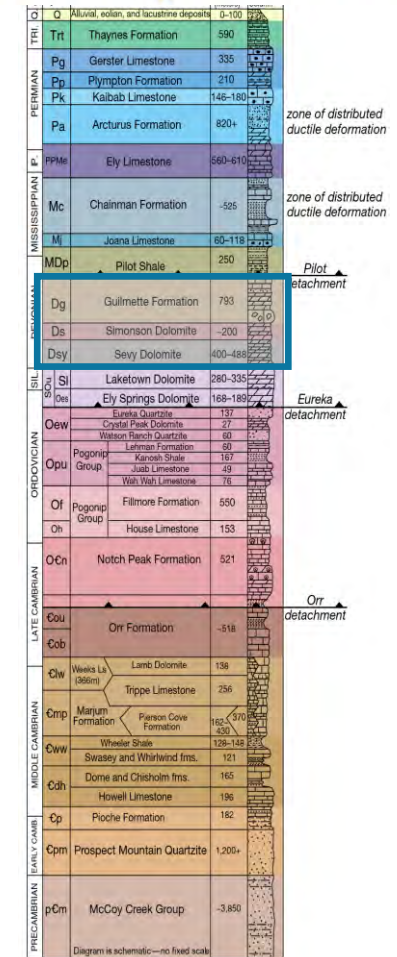 Q Q Alluvial, eolian, and lacustrine deposits 0-100
TRI. Trt Thaynes Formation 590
PERMIAN
Pg Gerster Limestone 335
Pp Plympton Formation 210
Pk Kaibab Limestone 146-180
Pa Arcturus Formation 820+
zone of distributed
ductile deformation
P. PPMe Ely Limestone 560-610
MISSISSIPPIAN
Mc Chainman Formation ~525
zone of distributed
ductile deformation
Mj Joana Limestone 60-118
MDp Pilot Shale 250
Pilot
etachment
DEVONIAN
Dg Guilmette Formation 793
Ds Simonson Dolomite ~200
Dsy Sevy Dolomite 400-488
SIL. SOu Sl Laketown Dolomite 280-335
Oes Ely Springs Dolomite 168-189
Eureka
detachment
ORDOVICIAN
Oew Eureka Quartzite 137
Crystal Peak Dolomite 27
Watson Ranch Quartzite 60
Opu Pogonip
Group
Lehman Formation 60
Kanosh Shale 167
Juab Limestone 49
Wah Wah Limestone 76
Of Pogonip
Group
Fillmore Formation 550
Oh House Limestone 153
LATE CAMBRIAN
O€n Notch Peak Formation 521
Orr
detachment
€ou Orr Formation ~518
€ob
MIDDLE CAMBRIAN
€lw Weeks Ls
(366m)
Lamb Dolomite 138
Trippe Limestone 256
€mp Marjum
Formation
Pierson Cove
Formation
162-
430
370
€ww Wheeler Shale 128-148
Swasey and Whirlwind fms. 121
€dh Dome and Chisholm fms. 165
Howell Limestone 196
EARLY CAMB.
€p Pioche Formation 182
€pm Prospect Mountain Quartzite 1,200+
PRECAMBRIAN
p€m McCoy Creek Group ~3,850
Diagram is schematic—no fixed scale